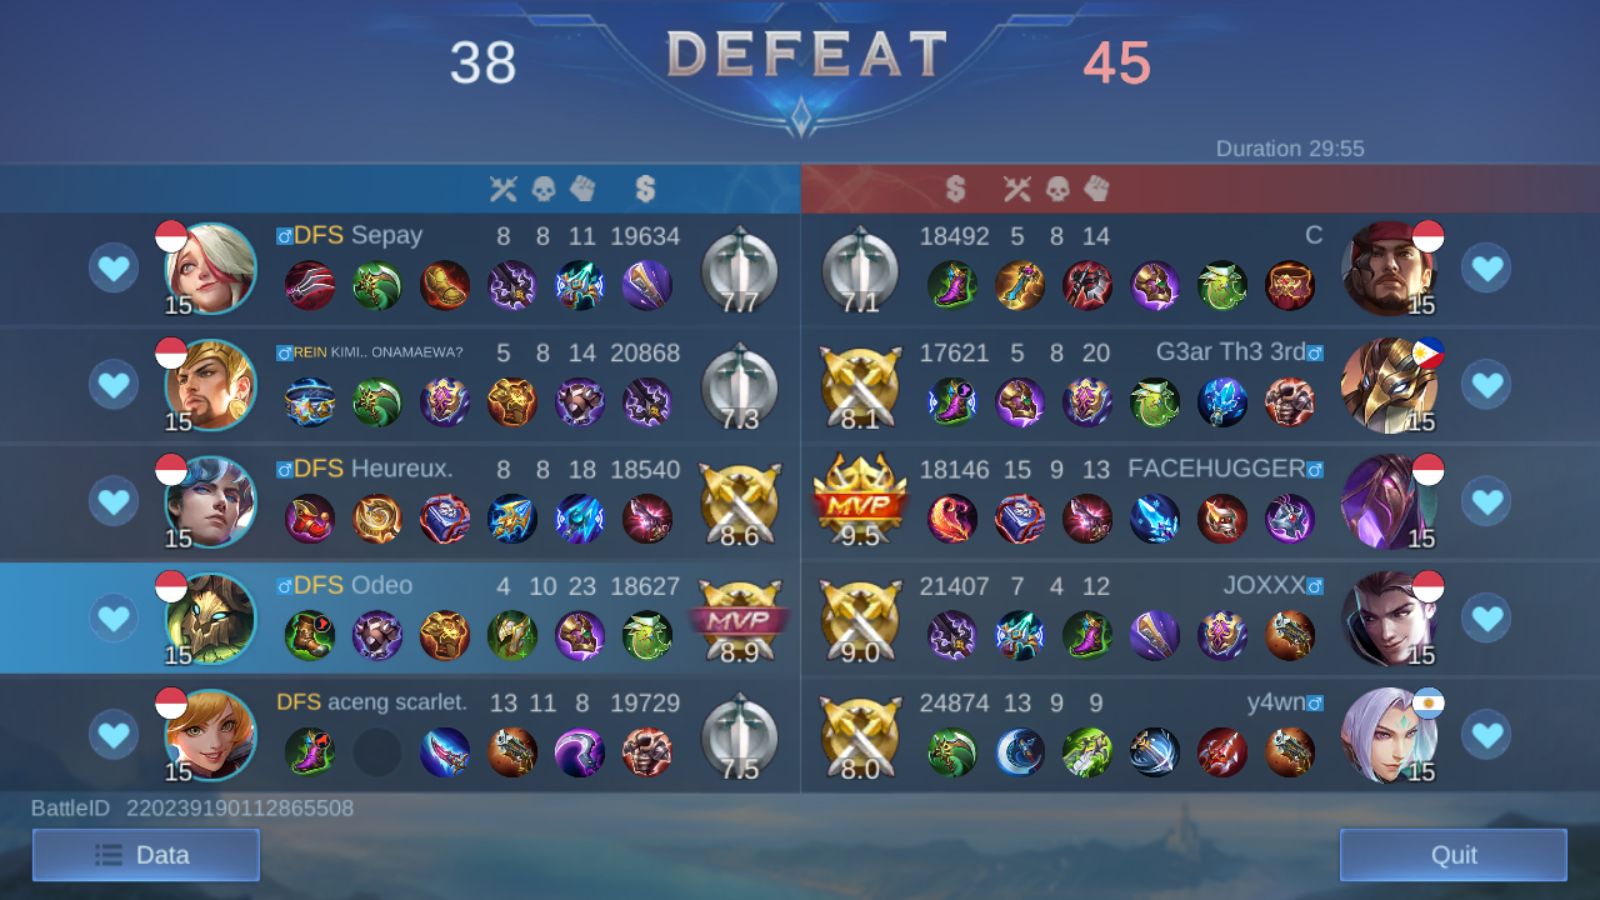 38 DEFEAT 45
Duration 29:55
DFS Sepay 8 8 11 19634 7.7 15
18492 5 8 14 C 7.1 15
REIN KIMI.. ONAMAEWA? 5 8 14 20868 7.3 15
17621 5 8 20 G3ar Th3 3rd 8.1 15
DFS Heureux. 8 8 18 18540 8.6 15
18146 15 9 13 FACEHUGGER MVP 9.5 15
DFS Odeo 4 10 23 18627 MVP 8.9 15
21407 7 4 12 JOXXX 9.0 15
DFS aceng scarlet. 13 11 8 19729 7.5 15
24874 13 9 9 y4wn 8.0 15
BattleID 220239190112865508
Data
Quit